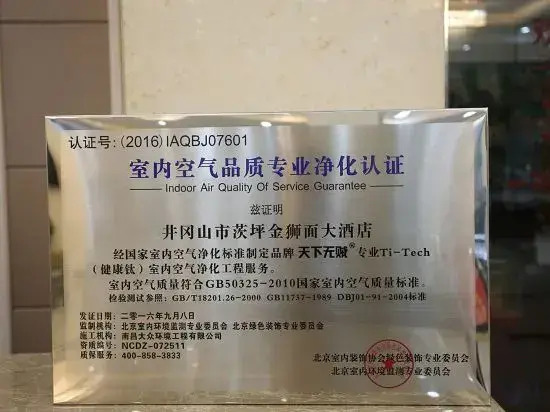 认证号:(2016)IAQBJ07601
室内空气品质专业净化认证
Indoor Air Quality Of Service Guarantee
兹证明
井冈山市茨坪金狮面大酒店
经国家室内空气净化标准制定品牌 天下无贼® 专业Ti-Tech
(健康钛)室内空气净化工程服务。
室内空气质量符合GB50325-2010国家室内空气质量标准。
检验测试参照:GB/T18201.26-2000 GB11737-1989 DBJ01-91-2004标准
发证日期:二零一六年九月八日
监制机构:北京室内环境监测专业委员会 北京绿色装饰专业委员会
施工机构:南昌大众环境工程有限公司
资质编号:NCDZ-072511
质保服务:400-858-3833
北京室内装饰协会绿色装饰专业委员会
北京室内环境监测专业委员会